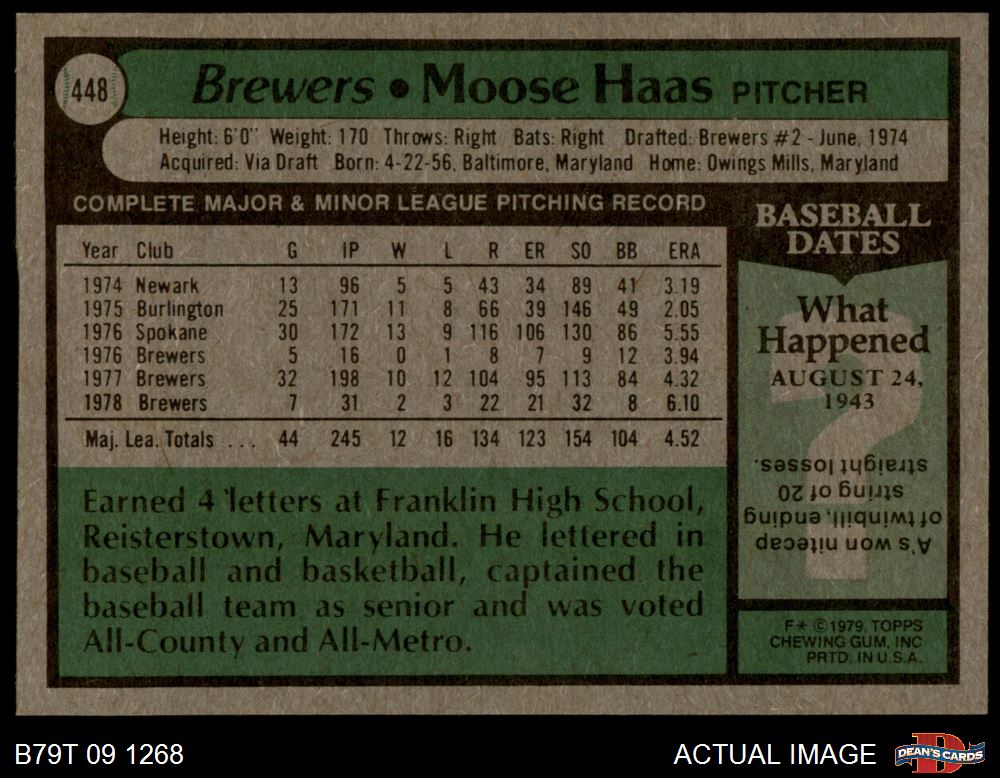 448
Brewers • Moose Haas PITCHER
Height: 6'0" Weight: 170 Throws: Right Bats: Right Drafted: Brewers #2 - June, 1974
Acquired: Via Draft Born: 4-22-56, Baltimore, Maryland Home: Owings Mills, Maryland
COMPLETE MAJOR & MINOR LEAGUE PITCHING RECORD
Year Club G IP W L R ER SO BB ERA
1974 Newark 13 96 5 5 43 34 89 41 3.19
1975 Burlington 25 171 11 8 66 39 146 49 2.05
1976 Spokane 30 172 13 9 116 106 130 86 5.55
1976 Brewers 5 16 0 1 8 7 9 12 3.94
1977 Brewers 32 198 10 12 104 95 113 84 4.32
1978 Brewers 7 31 2 3 22 21 32 8 6.10
Maj. Lea. Totals ... 44 245 12 16 134 123 154 104 4.52
Earned 4 letters at Franklin High School,
Reisterstown, Maryland. He lettered in
baseball and basketball, captained the
baseball team as senior and was voted
All-County and All-Metro.
BASEBALL
DATES
What
Happened
AUGUST 24,
1943
?
A's won nitecap
of twinbill, ending
string of 20
straight losses.
F* © 1979, TOPPS
CHEWING GUM, INC
PRTD. IN U.S.A.
B79T 09 1268
ACTUAL IMAGE
DEAN'S CARDS